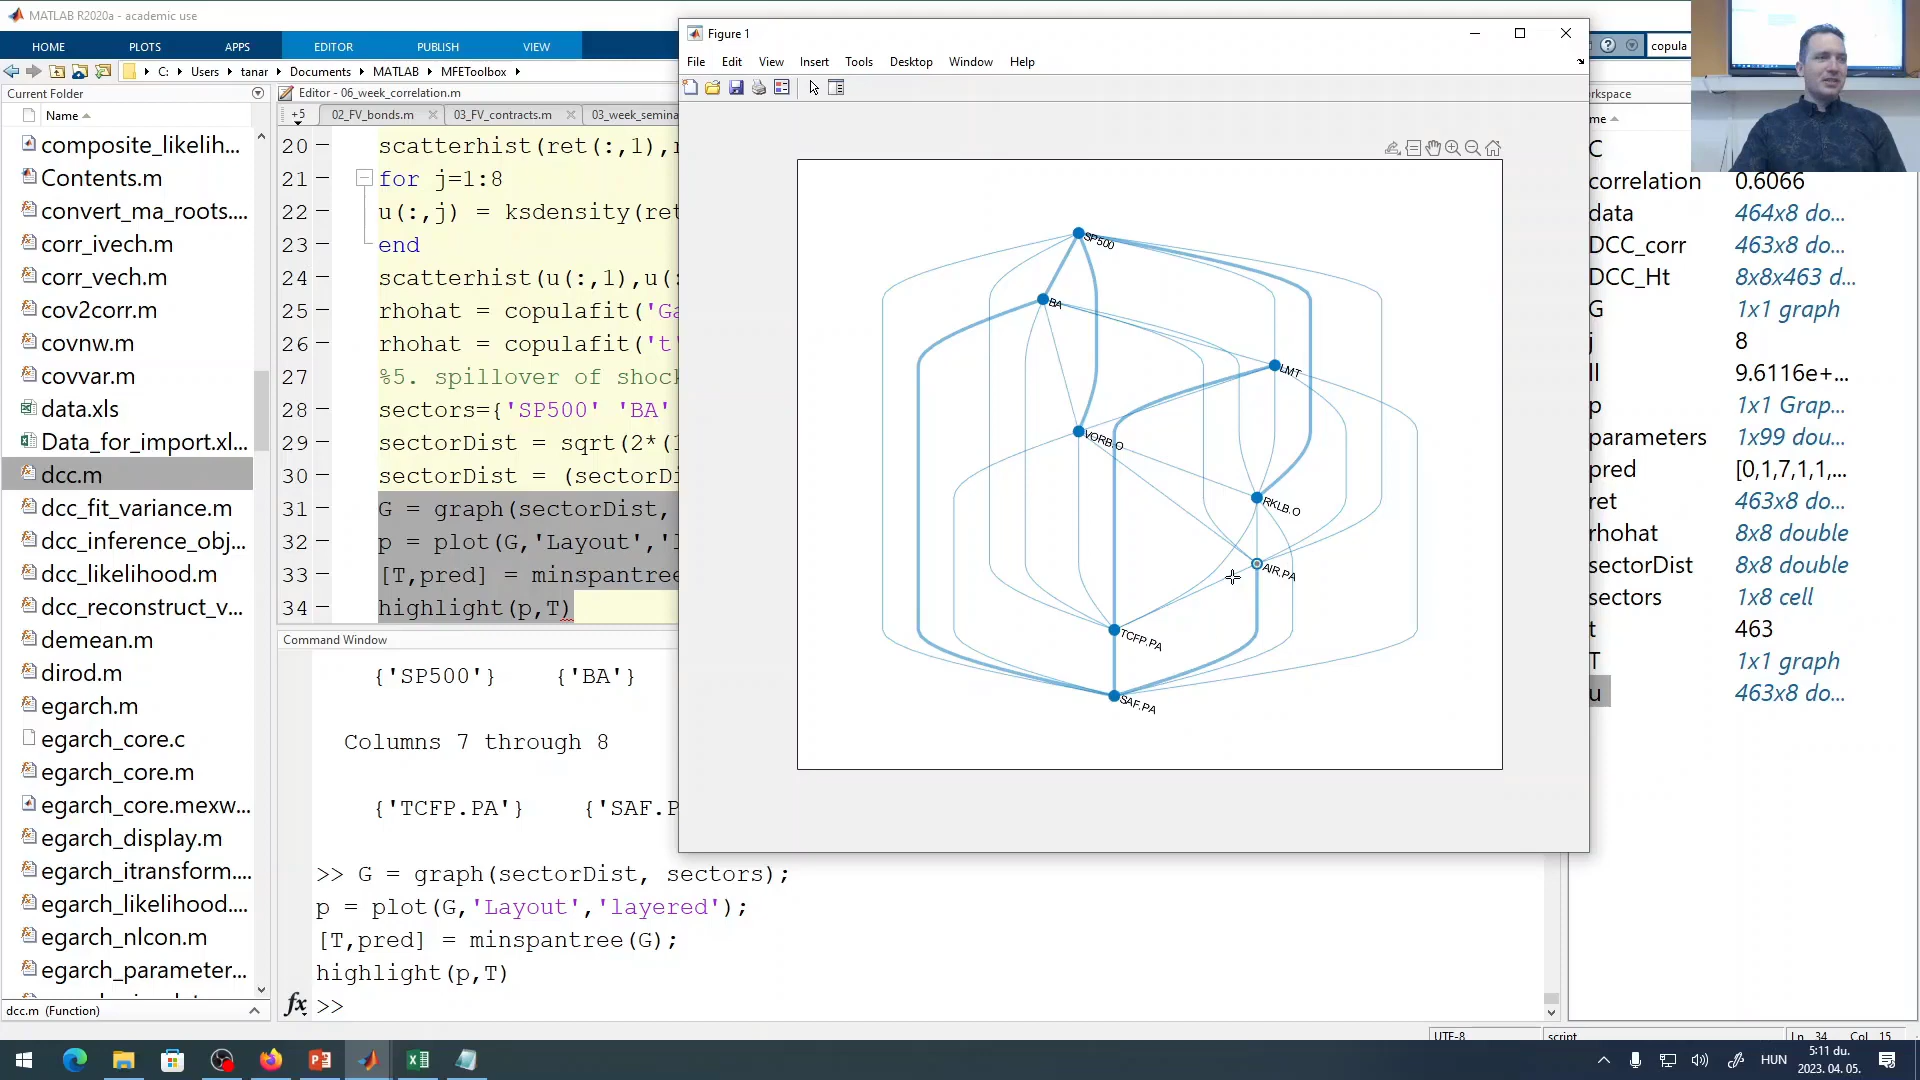 MATLAB R2020a - academic use
HOME PLOTS APPS EDITOR PUBLISH VIEW
C: Users tanar Documents MATLAB MFEToolbox
Current Folder
Name
composite_likelih...
Contents.m
convert_ma_roots....
corr_ivech.m
corr_vech.m
cov2corr.m
covnw.m
covvar.m
data.xls
Data_for_import.xl...
dcc.m
dcc_fit_variance.m
dcc_inference_obj...
dcc_likelihood.m
dcc_reconstruct_v...
demean.m
dirod.m
egarch.m
egarch_core.c
egarch_core.m
egarch_core.mexw...
egarch_display.m
egarch_itransform....
egarch_likelihood....
egarch_nlcon.m
egarch_parameter...
dcc.m (Function)
Editor - 06_week_correlation.m
+5 02_FV_bonds.m 03_FV_contracts.m 03_week_semina
20 scatterhist(ret(:,1),r
21 for j=1:8
22 u(:,j) = ksdensity(ret
23 end
24 scatterhist(u(:,1),u(:
25 rhohat = copulafit('Ga
26 rhohat = copulafit('t'
27 %5. spillover of shock
28 sectors={'SP500' 'BA'
29 sectorDist = sqrt(2*(1
30 sectorDist = (sectorDi
31 G = graph(sectorDist,
32 p = plot(G,'Layout','l
33 [T,pred] = minspantree
34 highlight(p,T)
Command Window
{'SP500'} {'BA'}
Columns 7 through 8
{'TCFP.PA'} {'SAF.P
>> G = graph(sectorDist, sectors);
p = plot(G,'Layout','layered');
[T,pred] = minspantree(G);
highlight(p,T)
fx >>
Figure 1
File Edit View Insert Tools Desktop Window Help
SP500
BA
LMT
VORB.O
RKLB.O
AIR.PA
TCFP.PA
SAF.PA
copula
rkspace
me
C
correlation 0.6066
data 464x8 do...
DCC_corr 463x8 do...
DCC_Ht 8x8x463 d...
G 1x1 graph
j 8
ll 9.6116e+...
p 1x1 Grap...
parameters 1x99 dou...
pred [0,1,7,1,1,...
ret 463x8 do...
rhohat 8x8 double
sectorDist 8x8 double
sectors 1x8 cell
t 463
T 1x1 graph
u 463x8 do...
UTF-8 script Ln 34 Col 15
HUN
5:11 du.
2023. 04. 05.